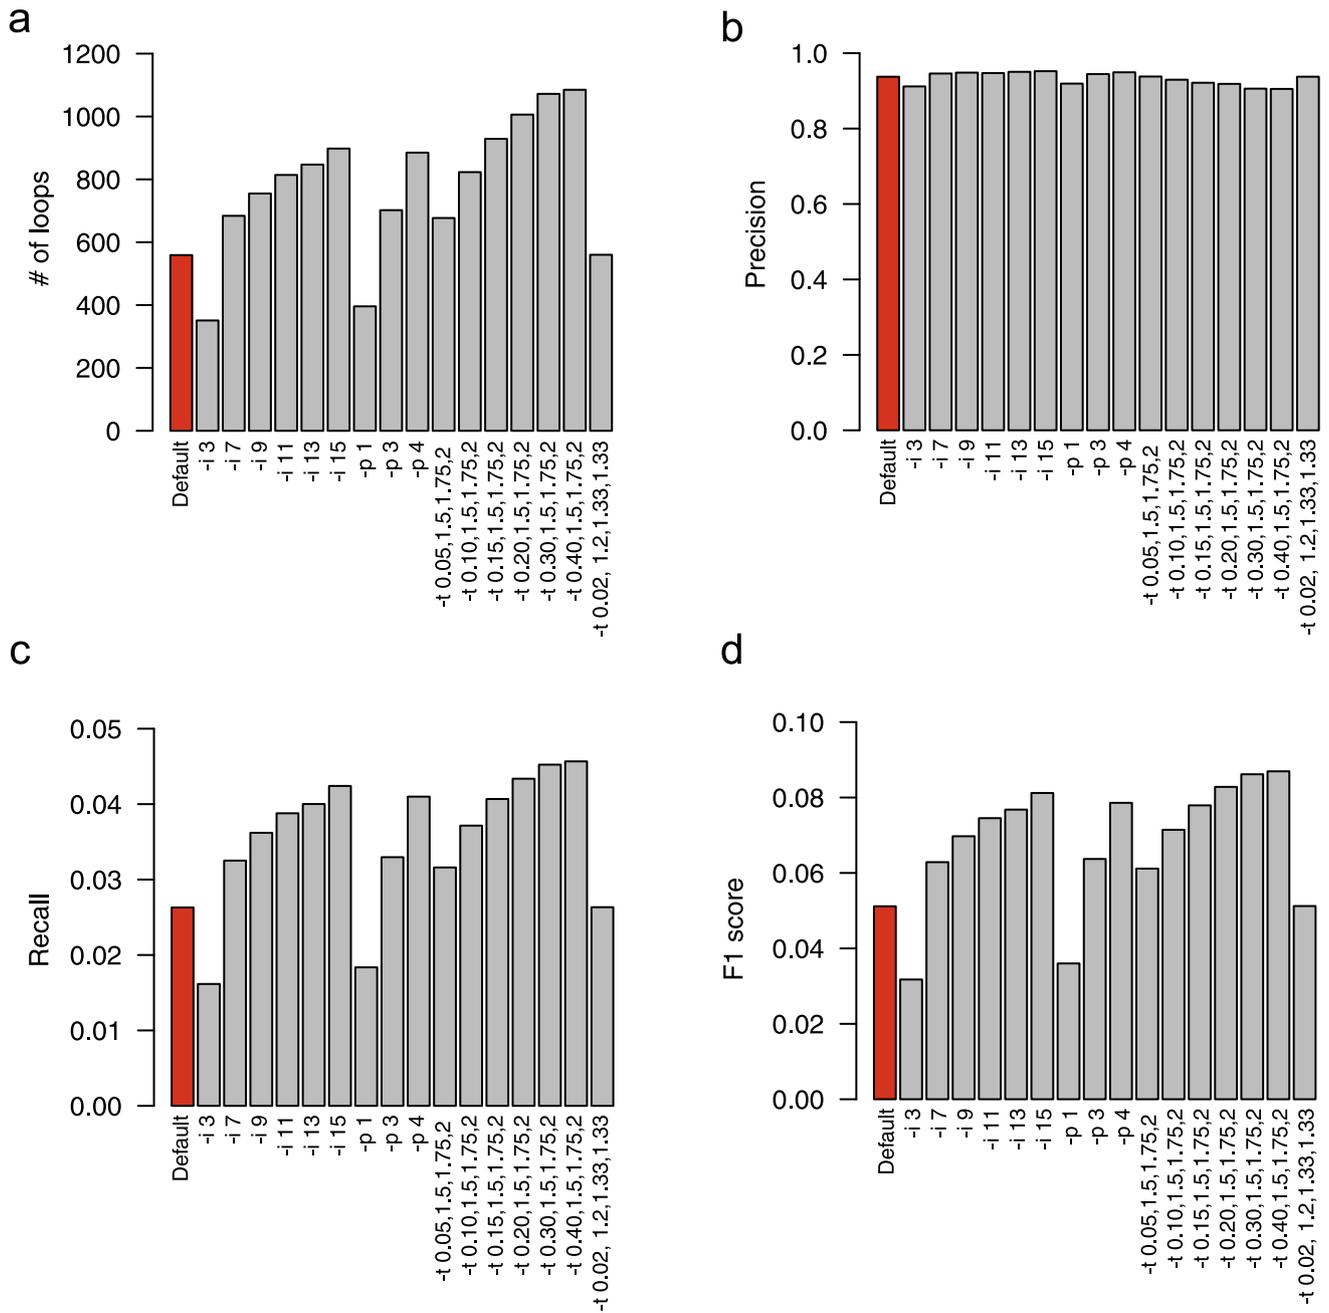 a
1200
1000
800
600
400
200
0
# of loops
Default
-i 3
-i 7
-i 9
-i 11
-i 13
-i 15
-p 1
-p 3
-p 4
-t 0.05,1.5,1.75,2
-t 0.10,1.5,1.75,2
-t 0.15,1.5,1.75,2
-t 0.20,1.5,1.75,2
-t 0.30,1.5,1.75,2
-t 0.40,1.5,1.75,2
-t 0.02, 1.2,1.33,1.33
b
1.0
0.8
0.6
0.4
0.2
0.0
Precision
Default
-i 3
-i 7
-i 9
-i 11
-i 13
-i 15
-p 1
-p 3
-p 4
-t 0.05,1.5,1.75,2
-t 0.10,1.5,1.75,2
-t 0.15,1.5,1.75,2
-t 0.20,1.5,1.75,2
-t 0.30,1.5,1.75,2
-t 0.40,1.5,1.75,2
-t 0.02, 1.2,1.33,1.33
c
0.05
0.04
0.03
0.02
0.01
0.00
Recall
Default
-i 3
-i 7
-i 9
-i 11
-i 13
-i 15
-p 1
-p 3
-p 4
-t 0.05,1.5,1.75,2
-t 0.10,1.5,1.75,2
-t 0.15,1.5,1.75,2
-t 0.20,1.5,1.75,2
-t 0.30,1.5,1.75,2
-t 0.40,1.5,1.75,2
-t 0.02, 1.2,1.33,1.33
d
0.10
0.08
0.06
0.04
0.02
0.00
F1 score
Default
-i 3
-i 7
-i 9
-i 11
-i 13
-i 15
-p 1
-p 3
-p 4
-t 0.05,1.5,1.75,2
-t 0.10,1.5,1.75,2
-t 0.15,1.5,1.75,2
-t 0.20,1.5,1.75,2
-t 0.30,1.5,1.75,2
-t 0.40,1.5,1.75,2
-t 0.02, 1.2,1.33,1.33